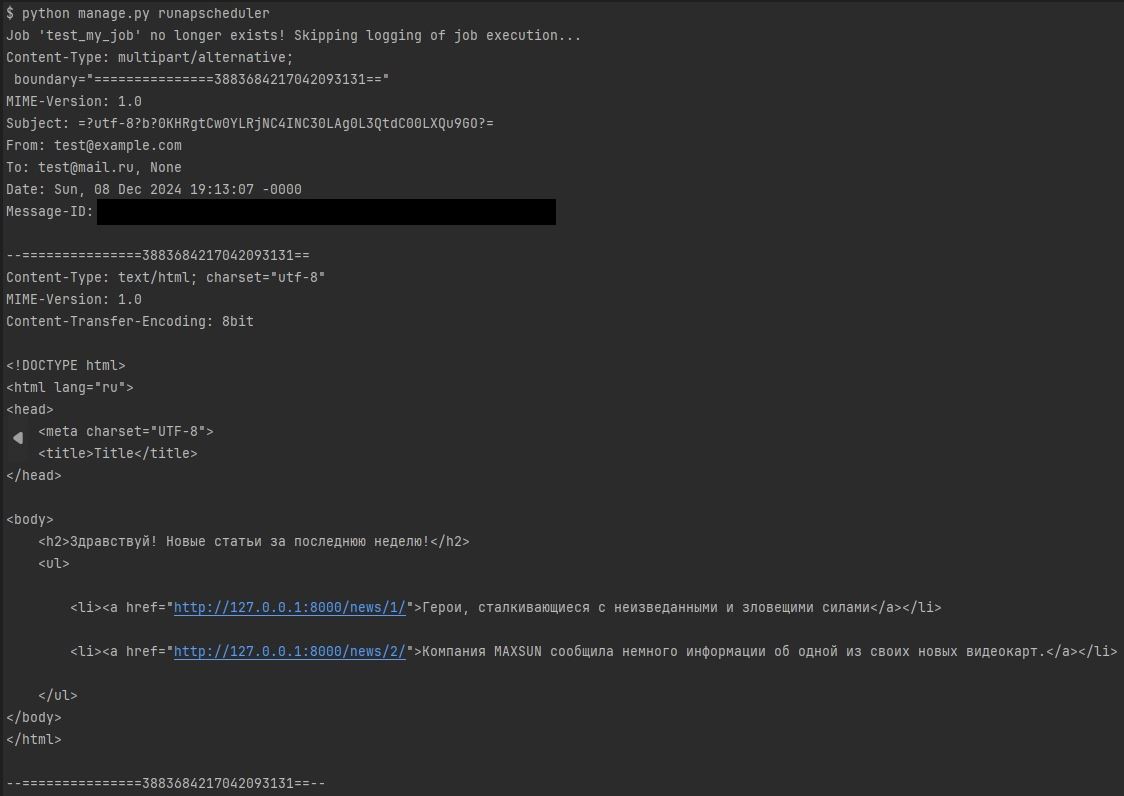 $ python manage.py runapscheduler
Job 'test_my_job' no longer exists! Skipping logging of job execution...
Content-Type: multipart/alternative;
 boundary="===============3883684217042093131=="
MIME-Version: 1.0
Subject: =?utf-8?b?0KHRgtCw0YLRjNC4INC30LAg0L3QtdC00LXQu9GO?=
From: test@example.com
To: test@mail.ru, None
Date: Sun, 08 Dec 2024 19:13:07 -0000
Message-ID:
--===============3883684217042093131==
Content-Type: text/html; charset="utf-8"
MIME-Version: 1.0
Content-Transfer-Encoding: 8bit
<!DOCTYPE html>
<html lang="ru">
<head>
    <meta charset="UTF-8">
    <title>Title</title>
</head>
<body>
    <h2>Здравствуй! Новые статьи за последнюю неделю!</h2>
    <ul>
        <li><a href="http://127.0.0.1:8000/news/1/">Герои, сталкивающиеся с неизведанными и зловещими силами</a></li>
        <li><a href="http://127.0.0.1:8000/news/2/">Компания MAXSUN сообщила немного информации об одной из своих новых видеокарт.</a></li>
    </ul>
</body>
</html>
--===============3883684217042093131==--